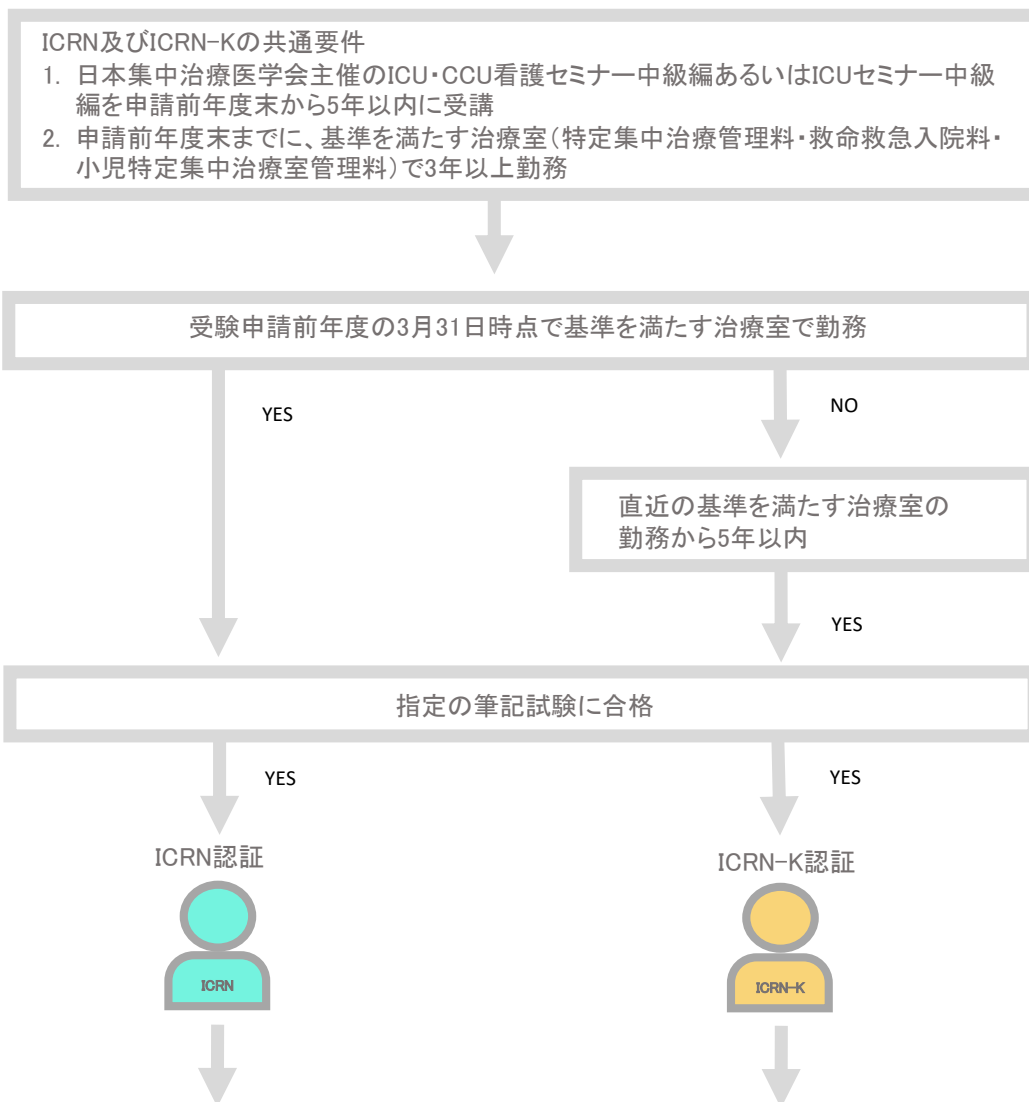 ICRN及びICRN-Kの共通要件
1. 日本集中治療医学会主催のICU・CCU看護セミナー中級編あるいはICUセミナー中級
編を申請前年度末から5年以内に受講
2. 申請前年度末までに、基準を満たす治療室(特定集中治療管理料・救命救急入院料・
小児特定集中治療室管理料)で3年以上勤務
受験申請前年度の3月31日時点で基準を満たす治療室で勤務
YES
NO
直近の基準を満たす治療室の
勤務から5年以内
YES
指定の筆記試験に合格
YES
YES
ICRN認証
ICRN-K認証
ICRN
ICRN-K